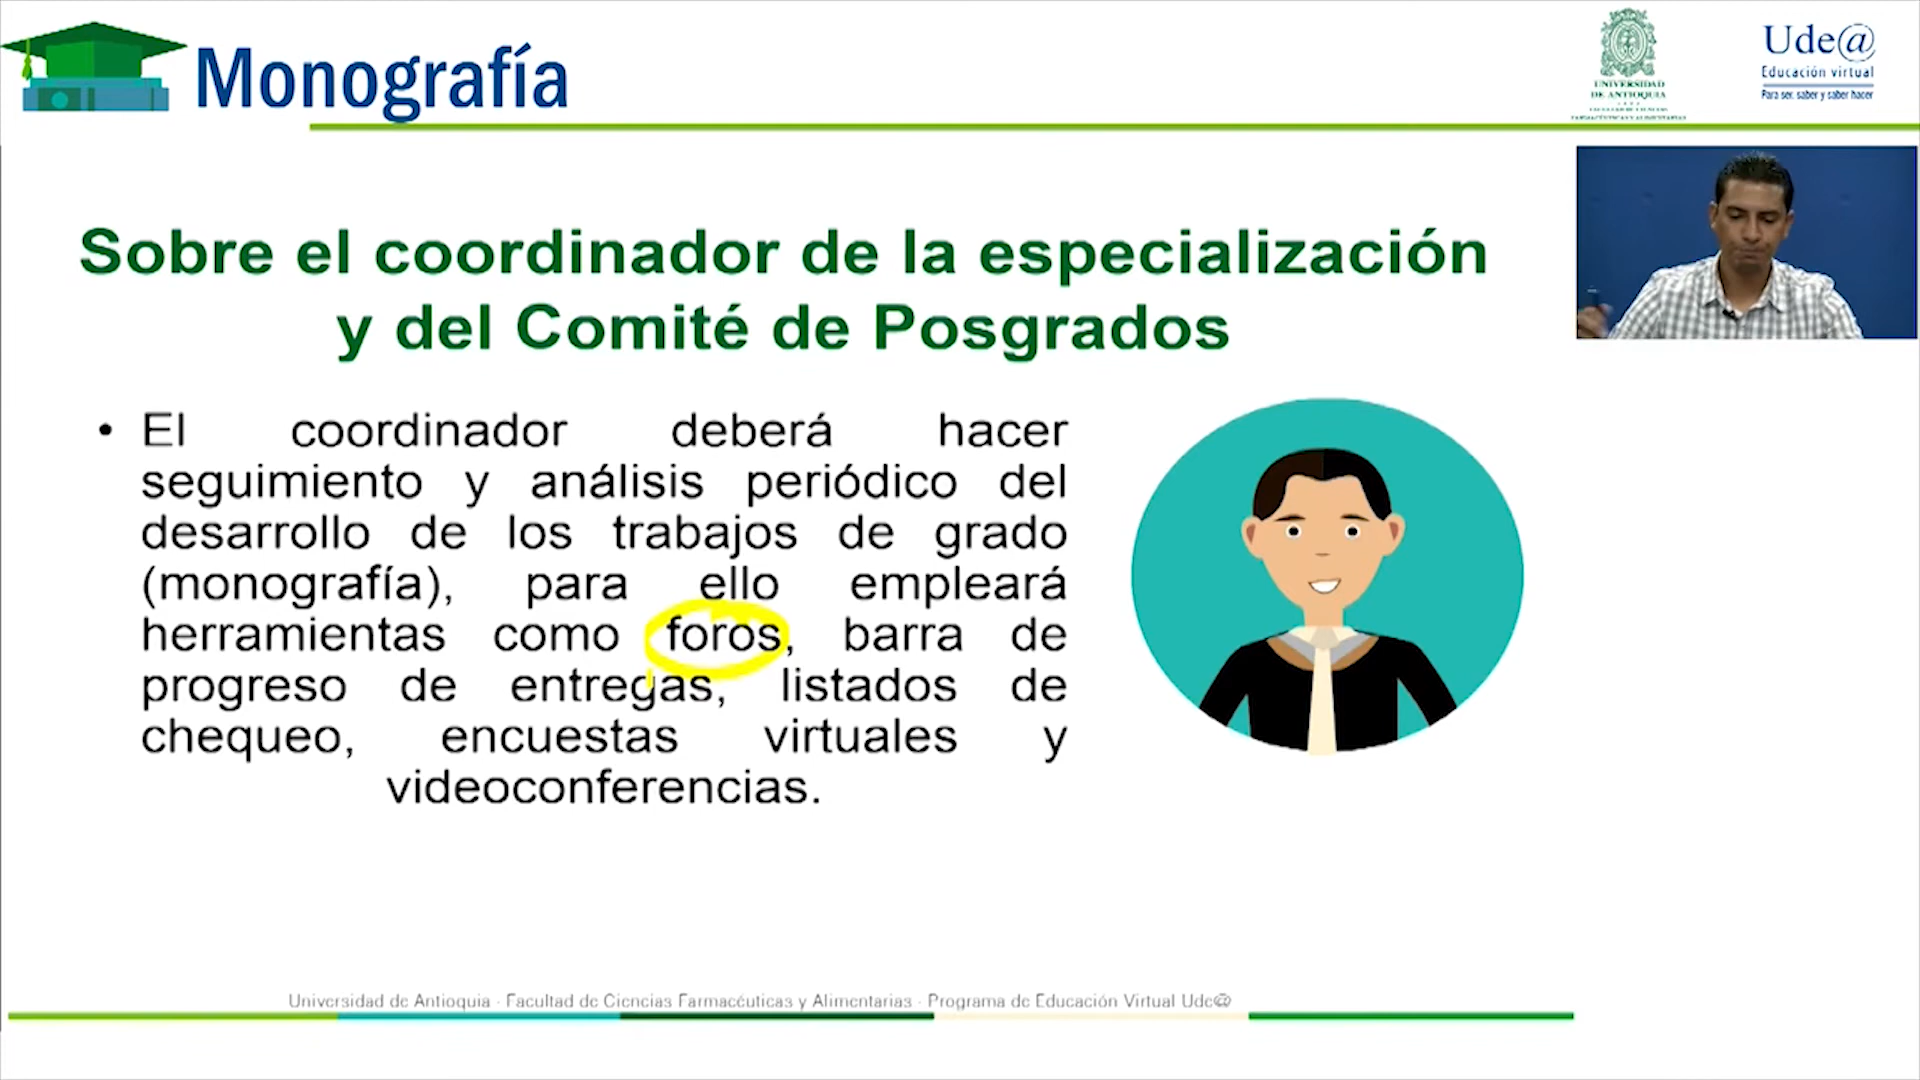 Monografía
UNIVERSIDAD
DE ANTIOQUIA
Ude@
Educación virtual
Para ser, saber y saber hacer
Sobre el coordinador de la especialización
y del Comité de Posgrados
• El coordinador deberá hacer
seguimiento y análisis periódico del
desarrollo de los trabajos de grado
(monografía), para ello empleará
herramientas como foros, barra de
progreso de entregas, listados de
chequeo, encuestas virtuales y
videoconferencias.
Universidad de Antioquia · Facultad de Ciencias Farmacéuticas y Alimentarias · Programa de Educación Virtual Ude@